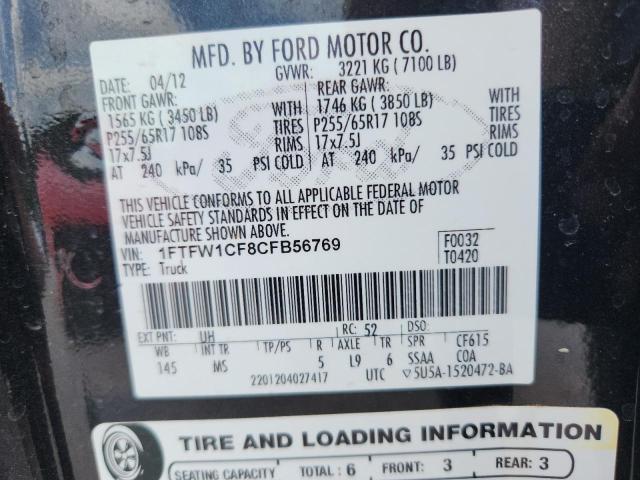 MFD. BY FORD MOTOR CO.
DATE: 04/12 GVWR: 3221 KG ( 7100 LB)
FRONT GAWR: REAR GAWR:
1565 KG ( 3450 LB) WITH 1746 KG ( 3850 LB) WITH
P255/65R17 108S TIRES P255/65R17 108S TIRES
17x7.5J RIMS 17x7.5J RIMS
AT 240 kPa/ 35 PSI COLD AT 240 kPa/ 35 PSI COLD
THIS VEHICLE CONFORMS TO ALL APPLICABLE FEDERAL MOTOR
VEHICLE SAFETY STANDARDS IN EFFECT ON THE DATE OF
MANUFACTURE SHOWN ABOVE.
VIN: 1FTFW1CF8CFB56769 F0032
TYPE: Truck T0420
EXT PNT: UH RC: 52 DSO:
WB INT TR TP/PS R AXLE TR SPR CF615
145 MS 5 L9 6 SSAA COA
2201204027417 UTC ▽5U5A-1520472-BA
TIRE AND LOADING INFORMATION
SEATING CAPACITY TOTAL: 6 FRONT: 3 REAR: 3